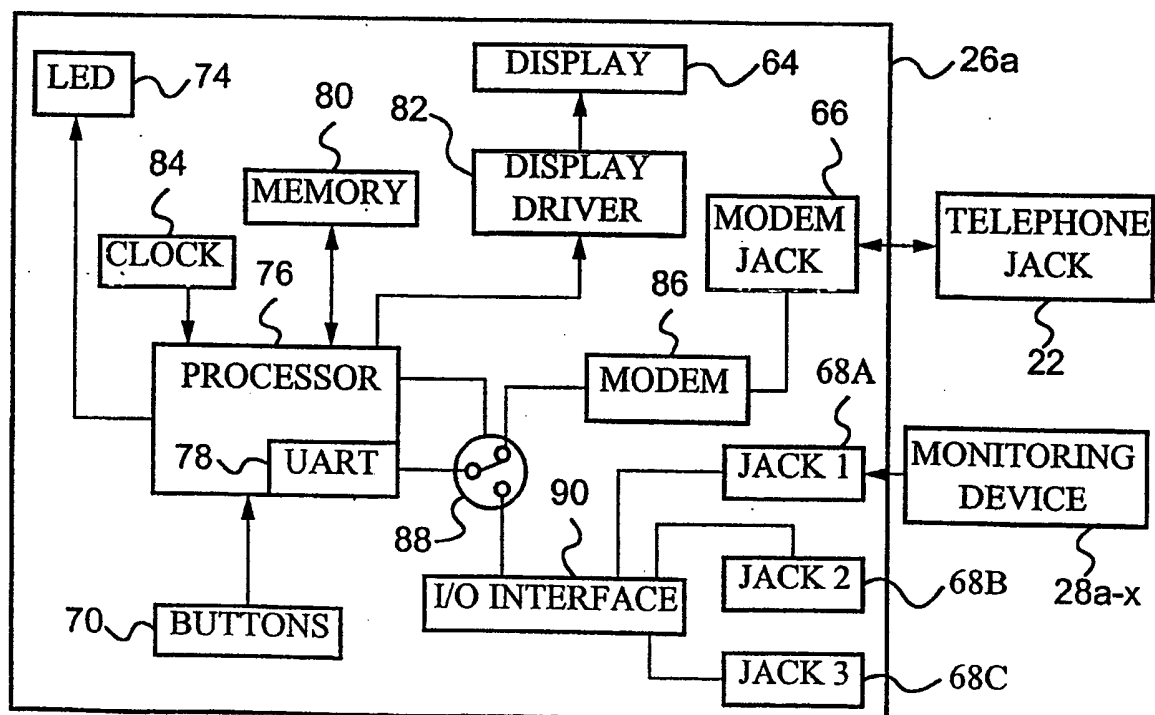 LED
74
DISPLAY
64
26a
80
82
66
84
MEMORY
DISPLAY
DRIVER
MODEM
JACK
TELEPHONE
JACK
CLOCK
76
86
22
PROCESSOR
MODEM
68A
78
UART
JACK 1
MONITORING
DEVICE
88
90
I/O INTERFACE
JACK 2
68B
28a-x
70
BUTTONS
JACK 3
68C